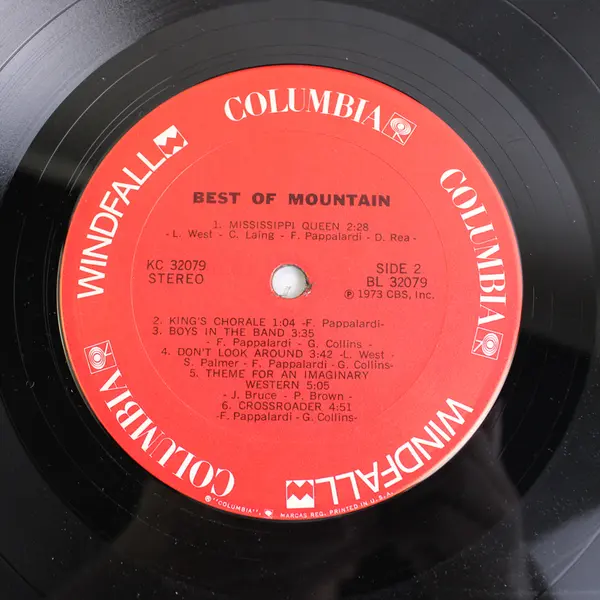 COLUMBIA
COLUMBIA
WINDFALL
COLUMBIA
WINDFALL
BEST OF MOUNTAIN
1. MISSISSIPPI QUEEN 2:28
-L. West - C. Laing - F. Pappalardi - D. Rea-
KC 32079
STEREO
SIDE 2
BL 32079
℗ 1973 CBS, Inc.
2. KING'S CHORALE 1:04 -F. Pappalardi-
3. BOYS IN THE BAND 3:35
- F. Pappalardi - G. Collins -
4. DON'T LOOK AROUND 3:42 -L. West -
S. Palmer - F. Pappalardi - G. Collins-
5. THEME FOR AN IMAGINARY
WESTERN 5:05
- J. Bruce - P. Brown -
6. CROSSROADER 4:51
-F. Pappalardi -G. Collins-
® "COLUMBIA", MARCAS REG. PRINTED IN U.S.A.